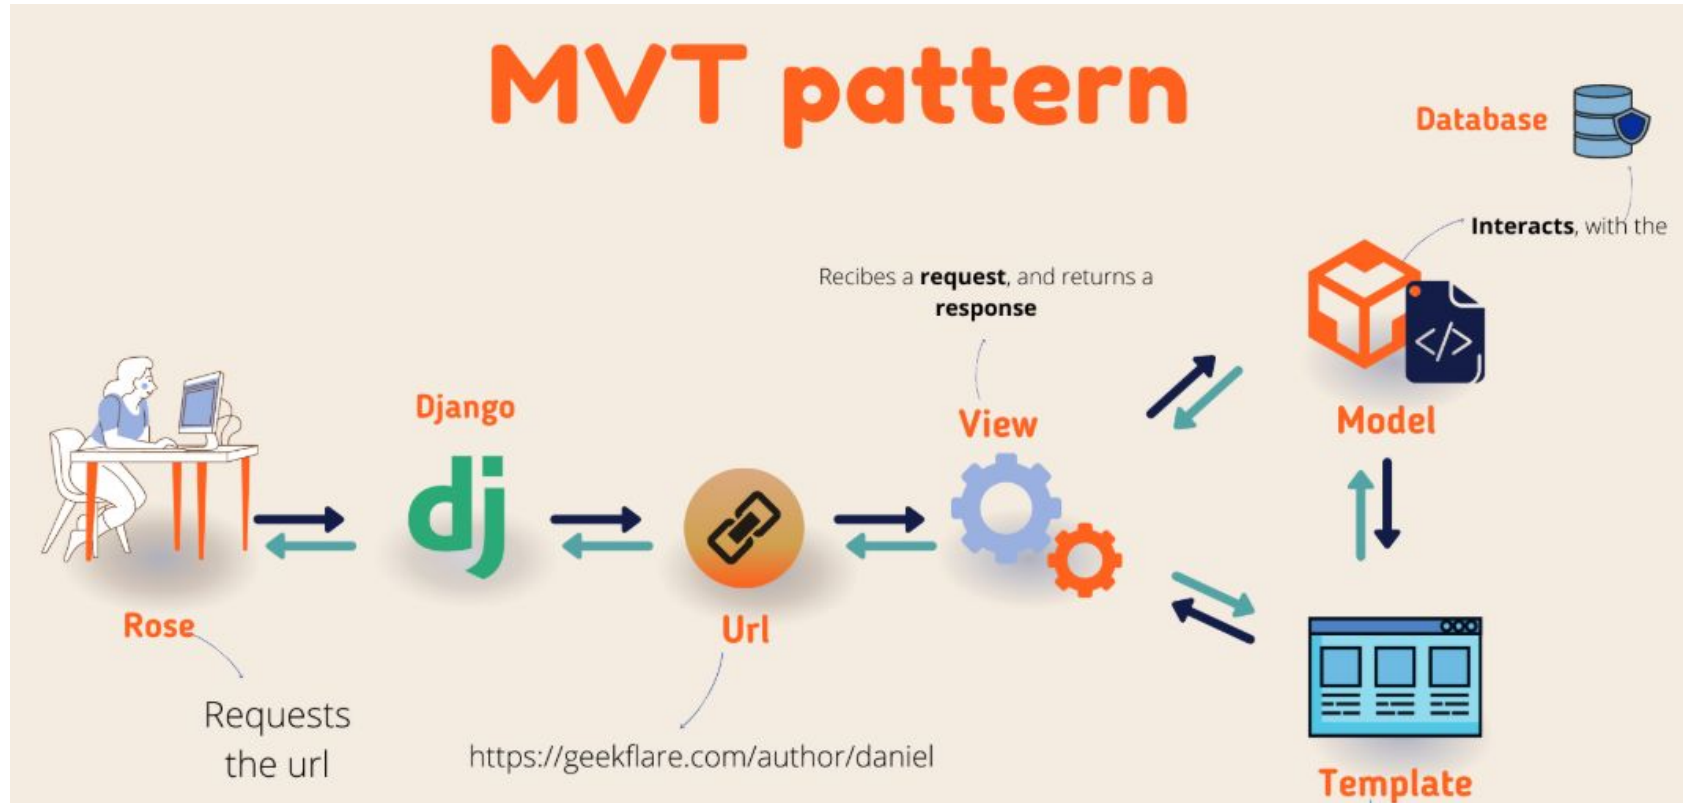 MVT pattern
Database
Interacts, with the
Recibes a request, and returns a
response
Django
View
Model
dj
</>
Rose
Url
Requests
the url
https://geekflare.com/author/daniel
Template